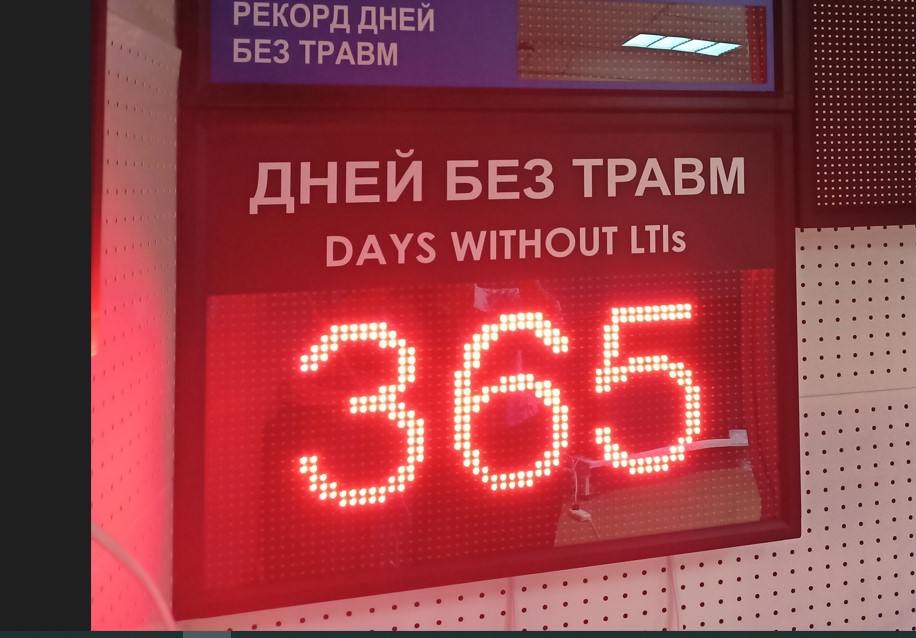 РЕКОРД ДНЕЙ
БЕЗ ТРАВМ
ДНЕЙ БЕЗ ТРАВМ
DAYS WITHOUT LTIs
365